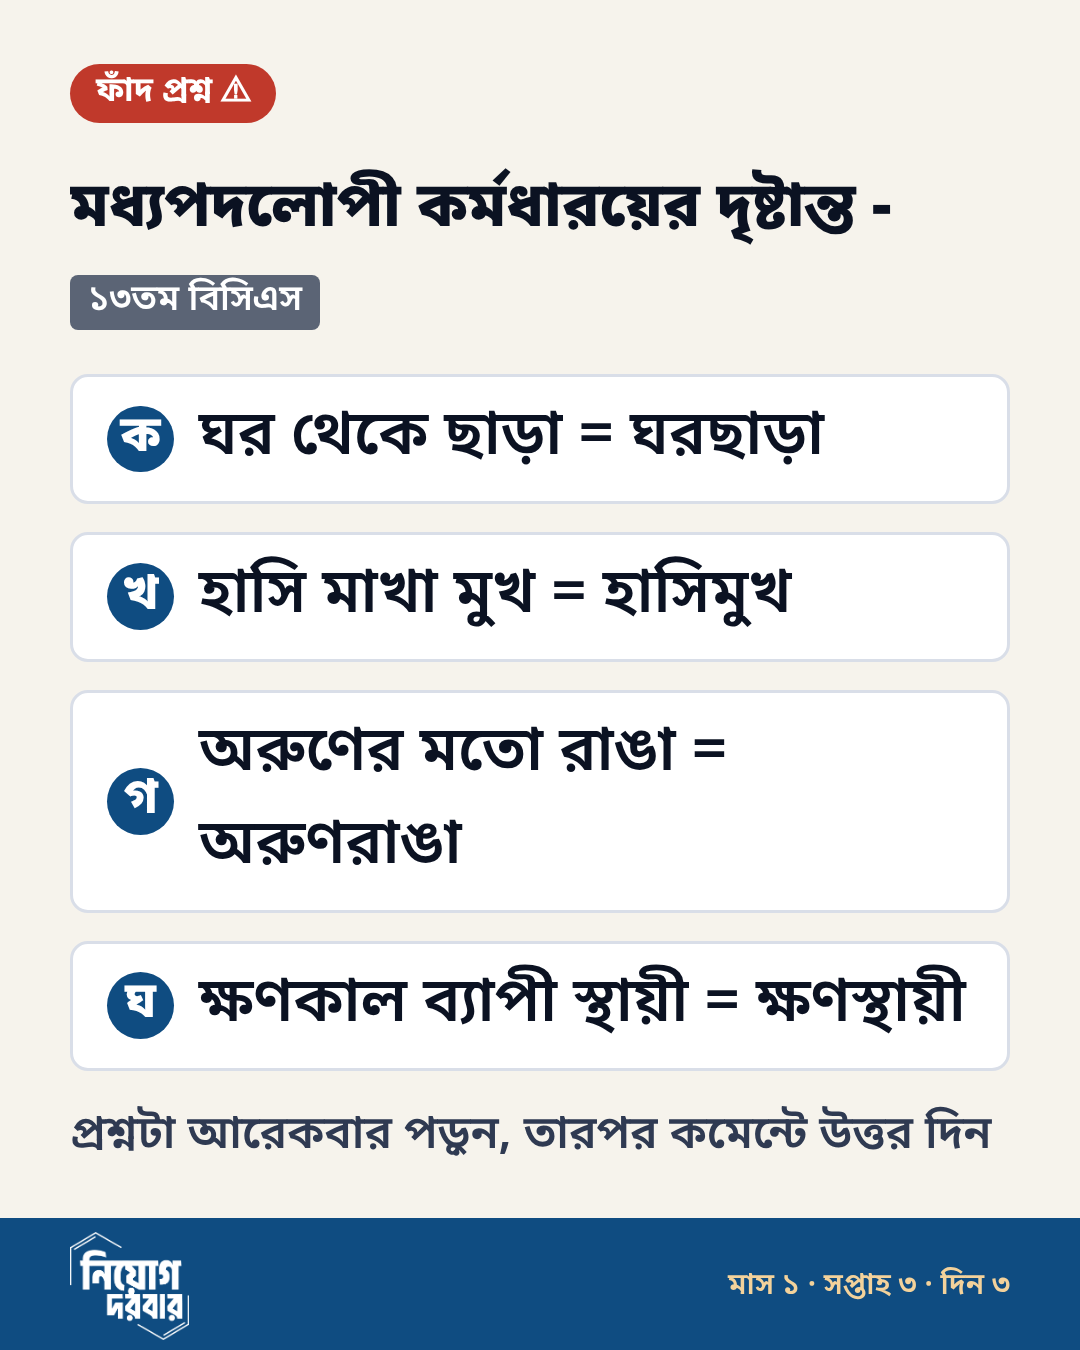 ফাঁদ প্রশ্ন ⚠
মধ্যপদলোপী কর্মধারয়ের দৃষ্টান্ত -
১৩তম বিসিএস
ক ঘর থেকে ছাড়া = ঘরছাড়া
খ হাসি মাখা মুখ = হাসিমুখ
গ অরুণের মতো রাঙা =
অরুণরাঙা
ঘ ক্ষণকাল ব্যাপী স্থায়ী = ক্ষণস্থায়ী
প্রশ্নটা আরেকবার পড়ুন, তারপর কমেন্টে উত্তর দিন
নিয়োগ
দরবার
মাস ১ · সপ্তাহ ৩ · দিন ৩